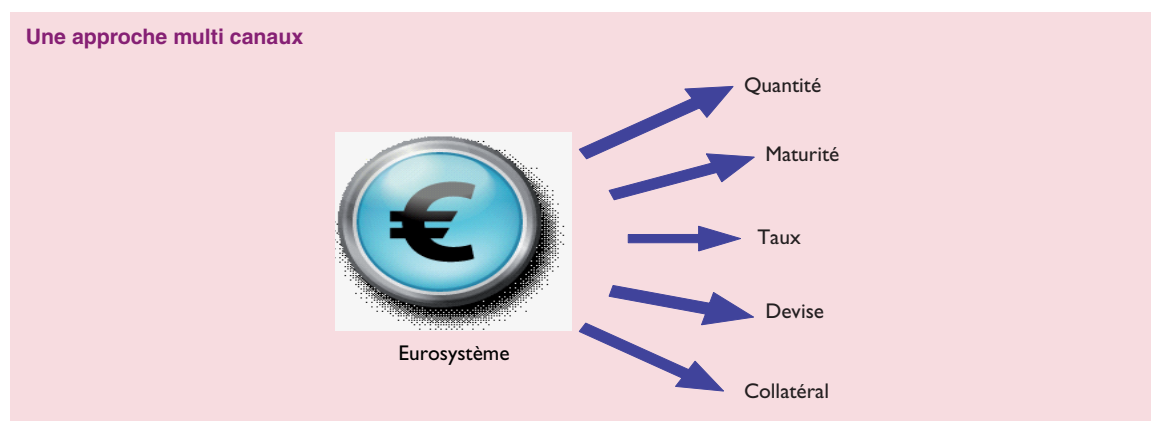 Une approche multi canaux
Quantité
Maturité
Taux
Devise
Collatéral
€
Eurosystème